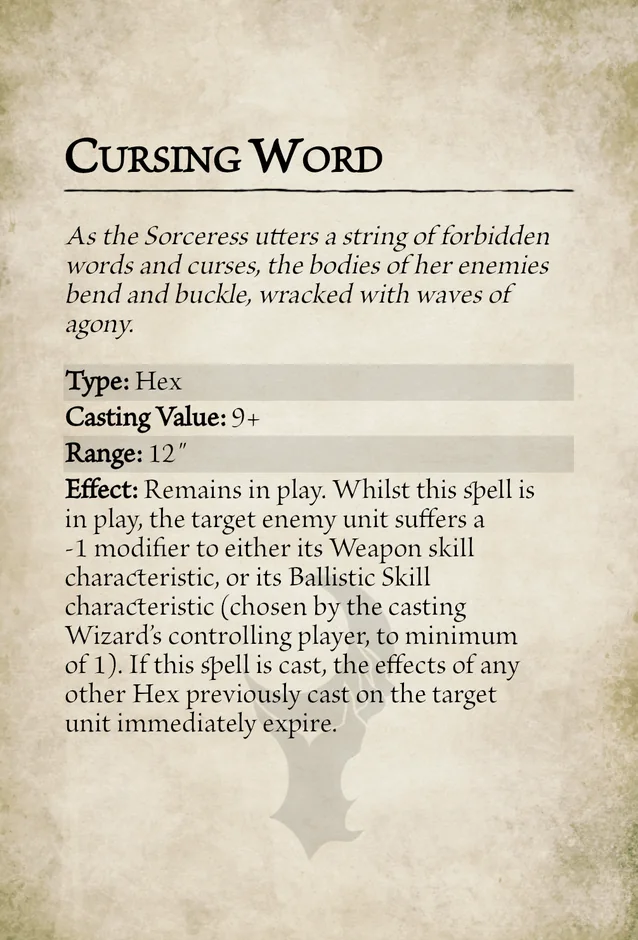 Cursing Word
As the Sorceress utters a string of forbidden
words and curses, the bodies of her enemies
bend and buckle, wracked with waves of
agony.
Type: Hex
Casting Value: 9+
Range: 12"
Effect: Remains in play. Whilst this spell is
in play, the target enemy unit suffers a
-1 modifier to either its Weapon skill
characteristic, or its Ballistic Skill
characteristic (chosen by the casting
Wizard's controlling player, to minimum
of 1). If this spell is cast, the effects of any
other Hex previously cast on the target
unit immediately expire.